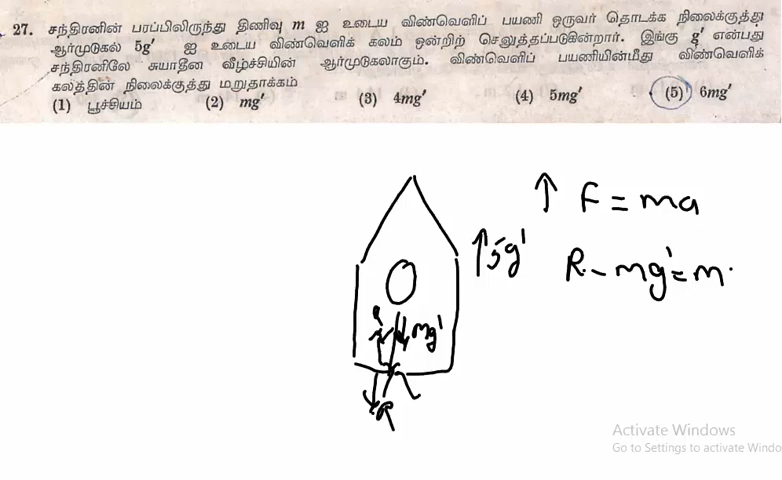 27. சந்திரனின் பரப்பிலிருந்து திணிவு m ஐ உடைய விண்வெளிப் பயணி ஒருவர் தொடக்க நிலைக்குத்து
ஆர்முடுகல் 5g' ஐ உடைய விண்வெளிக் கலம் ஒன்றிற் செலுத்தப்படுகின்றார். இங்கு g' என்பது
சந்திரனிலே சுயாதீன வீழ்ச்சியின் ஆர்முடுகலாகும். விண்வெளிப் பயணியின்மீது விண்வெளிக்
கலத்தின் நிலைக்குத்து மறுதாக்கம்
(1) பூச்சியம் (2) mg' (3) 4mg' (4) 5mg' (5) 6mg'
F = ma
5g'
R - mg' = m
R mg'
R
Activate Windows
Go to Settings to activate Windo